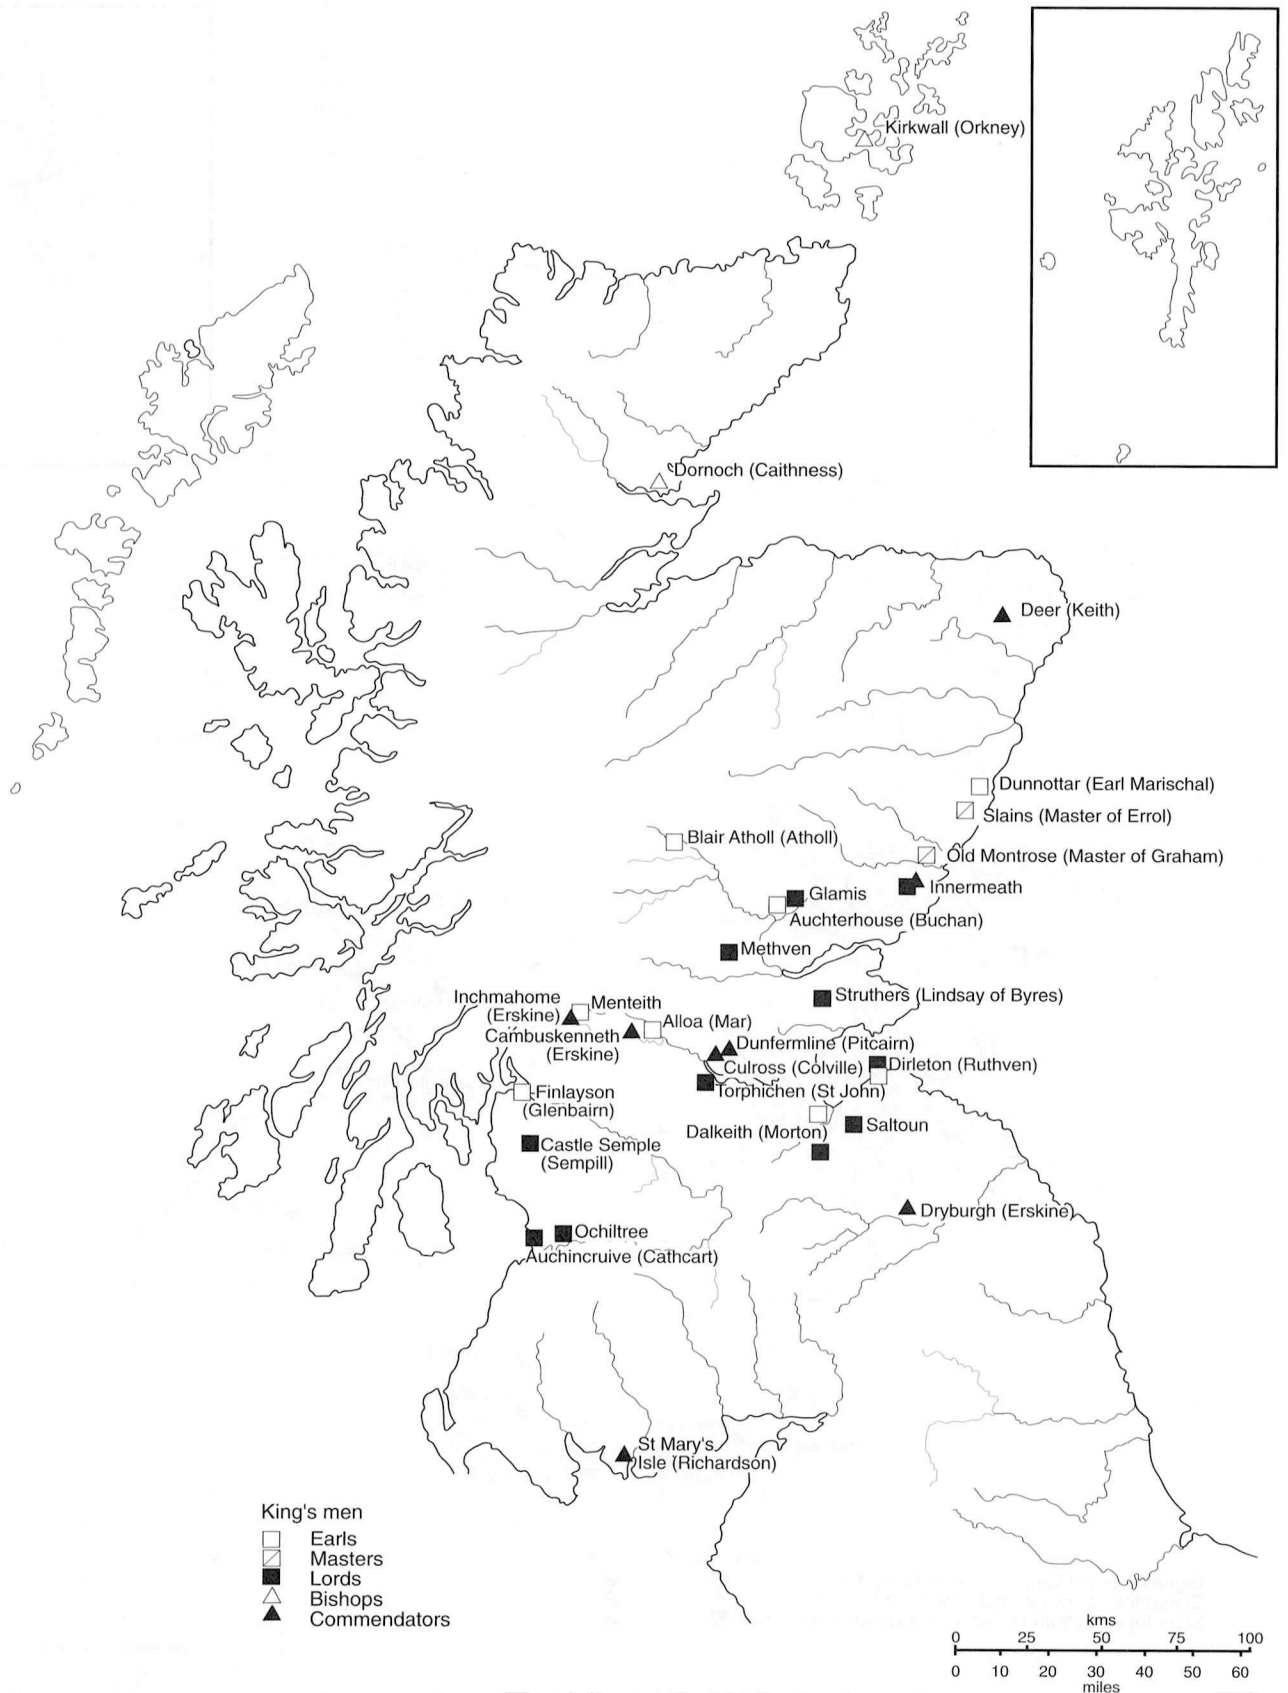 Kirkwall (Orkney)
Dornoch (Caithness)
Deer (Keith)
Dunnottar (Earl Marischal)
Slains (Master of Errol)
Blair Atholl (Atholl)
Old Montrose (Master of Graham)
Innermeath
Glamis
Auchterhouse (Buchan)
Methven
Struthers (Lindsay of Byres)
Inchmahome
(Erskine)
Menteith
Alloa (Mar)
Cambuskenneth
(Erskine)
Dunfermline (Pitcairn)
Culross (Colville)
Dirleton (Ruthven)
Torphichen (St John)
Finlayson
(Glenbairn)
Dalkeith (Morton)
Saltoun
Castle Semple
(Sempill)
Dryburgh (Erskine)
Ochiltree
Auchincruive (Cathcart)
St Mary's
Isle (Richardson)
King's men
Earls
Masters
Lords
Bishops
Commendators
kms
0 25 50 75 100
0 10 20 30 40 50 60
miles